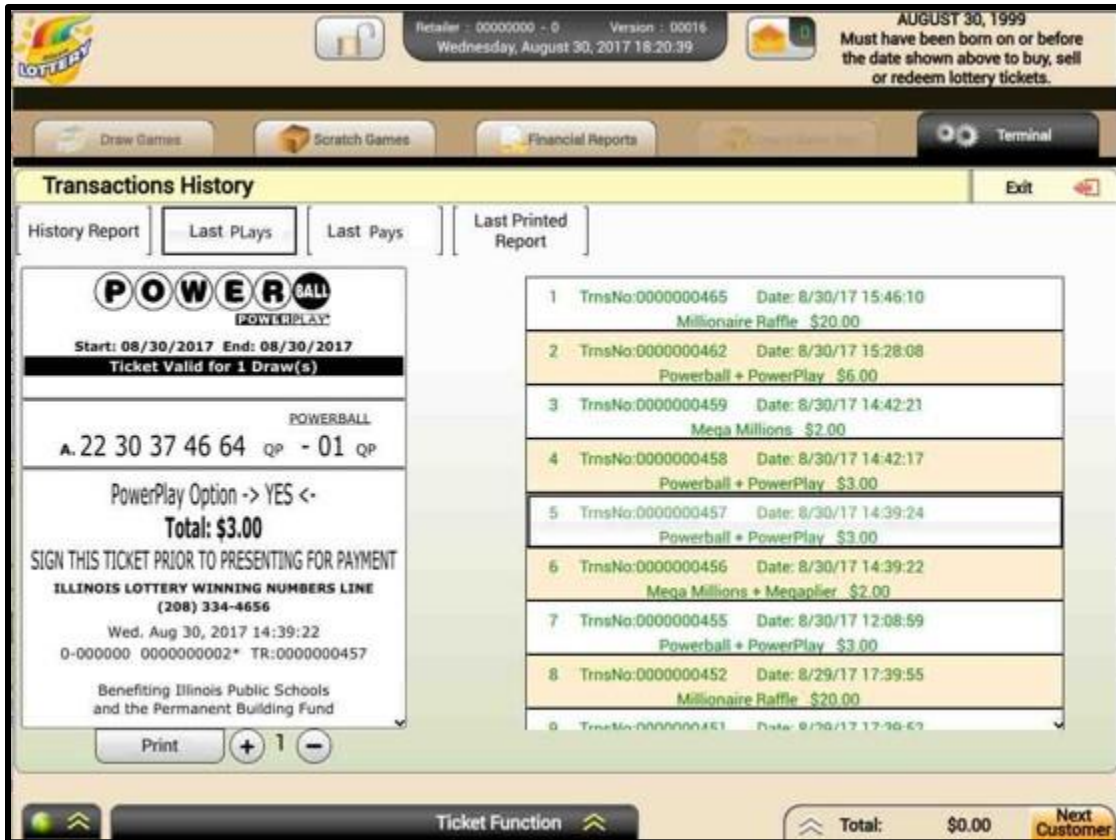 LOTTERY
Retailer : 00000000 - 0 Version : 00016
Wednesday, August 30, 2017 18:20:39
0
AUGUST 30, 1999
Must have been born on or before
the date shown above to buy, sell
or redeem lottery tickets.
Draw Games
Scratch Games
Financial Reports
Terminal
Transactions History
Exit
History Report
Last PLays
Last Pays
Last Printed
Report
POWERBALL
POWERPLAY
Start: 08/30/2017 End: 08/30/2017
Ticket Valid for 1 Draw(s)
POWERBALL
A. 22 30 37 46 64 QP - 01 QP
PowerPlay Option -> YES <-
Total: $3.00
SIGN THIS TICKET PRIOR TO PRESENTING FOR PAYMENT
ILLINOIS LOTTERY WINNING NUMBERS LINE
(208) 334-4656
Wed. Aug 30, 2017 14:39:22
0-000000 0000000002* TR:0000000457
Benefiting Illinois Public Schools
and the Permanent Building Fund
Print + 1 −
1 TrnsNo:0000000465 Date: 8/30/17 15:46:10
Millionaire Raffle $20.00
2 TrnsNo:0000000462 Date: 8/30/17 15:28:08
Powerball + PowerPlay $6.00
3 TrnsNo:0000000459 Date: 8/30/17 14:42:21
Mega Millions $2.00
4 TrnsNo:0000000458 Date: 8/30/17 14:42:17
Powerball + PowerPlay $3.00
5 TrnsNo:0000000457 Date: 8/30/17 14:39:24
Powerball + PowerPlay $3.00
6 TrnsNo:0000000456 Date: 8/30/17 14:39:22
Mega Millions + Megaplier $2.00
7 TrnsNo:0000000455 Date: 8/30/17 12:08:59
Powerball + PowerPlay $3.00
8 TrnsNo:0000000452 Date: 8/29/17 17:39:55
Millionaire Raffle $20.00
9 TrnsNo:0000000451 Date: 8/29/17 17:39:52
Ticket Function
Total: $0.00
Next
Customer